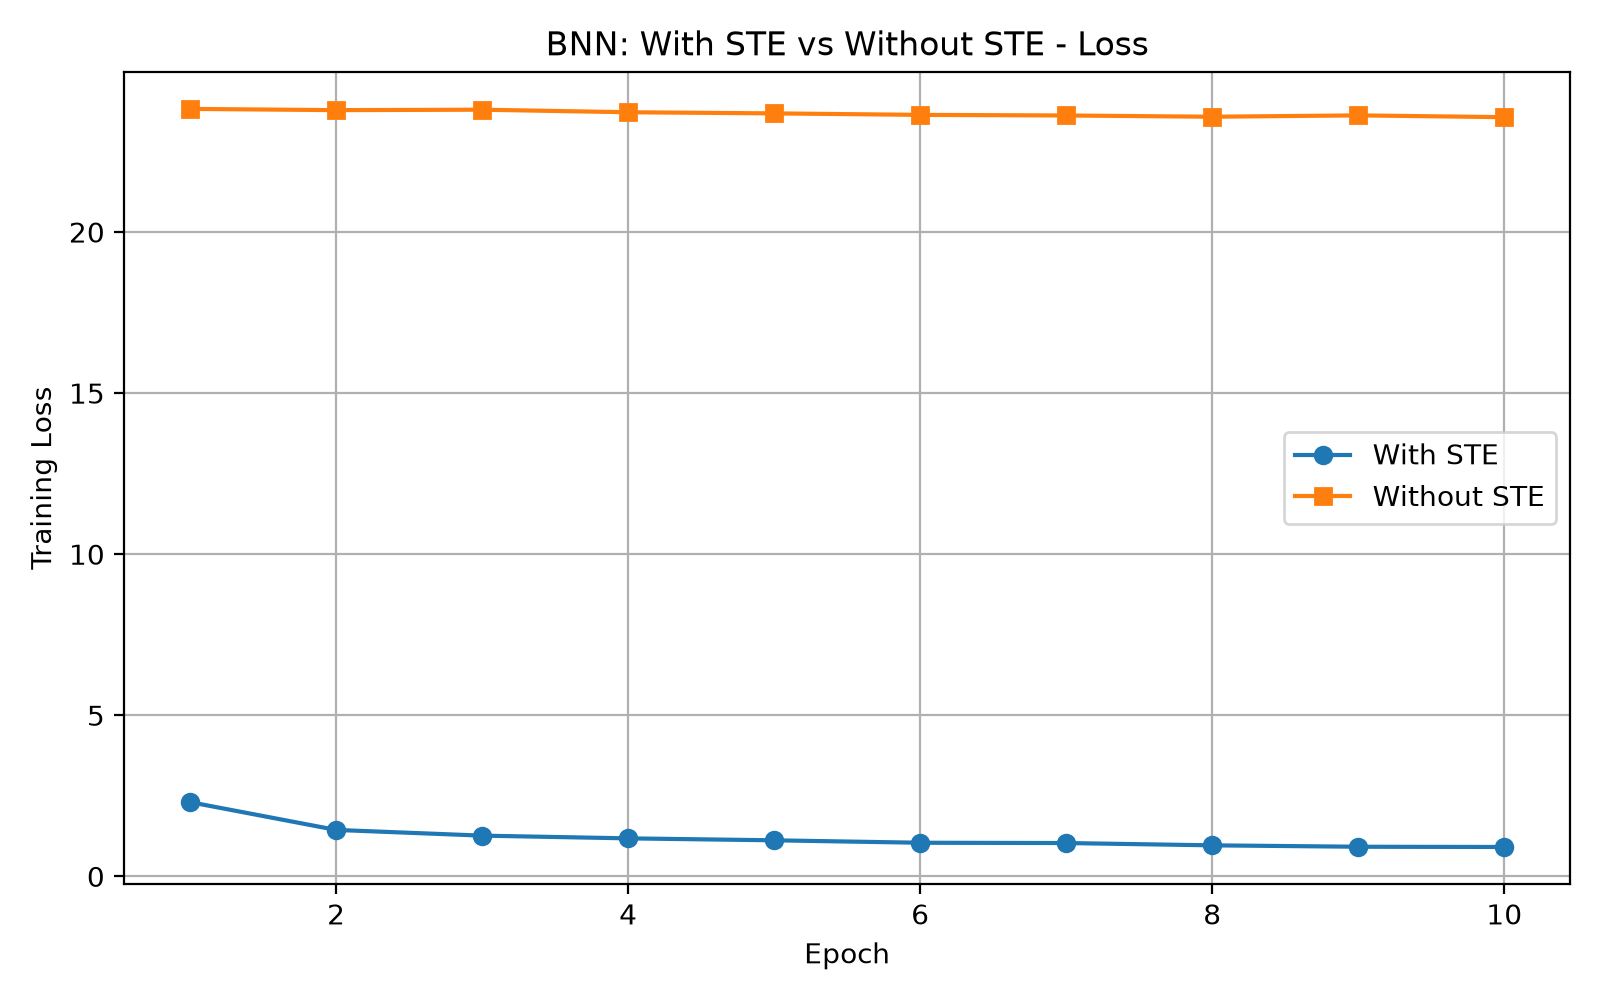 BNN: With STE vs Without STE - Loss
Training Loss
20
15
10
5
0
With STE
Without STE
2 4 6 8 10
Epoch